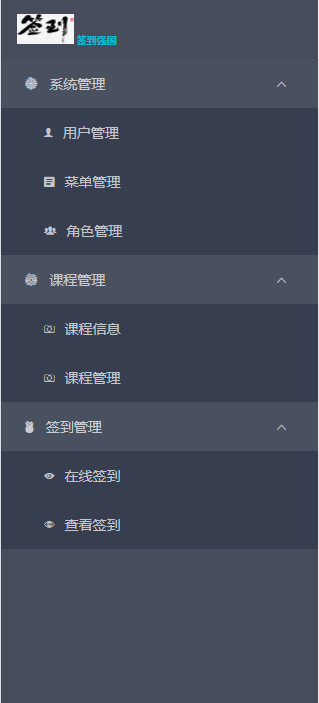 签到 签到强国
系统管理
用户管理
菜单管理
角色管理
课程管理
课程信息
课程管理
签到管理
在线签到
查看签到